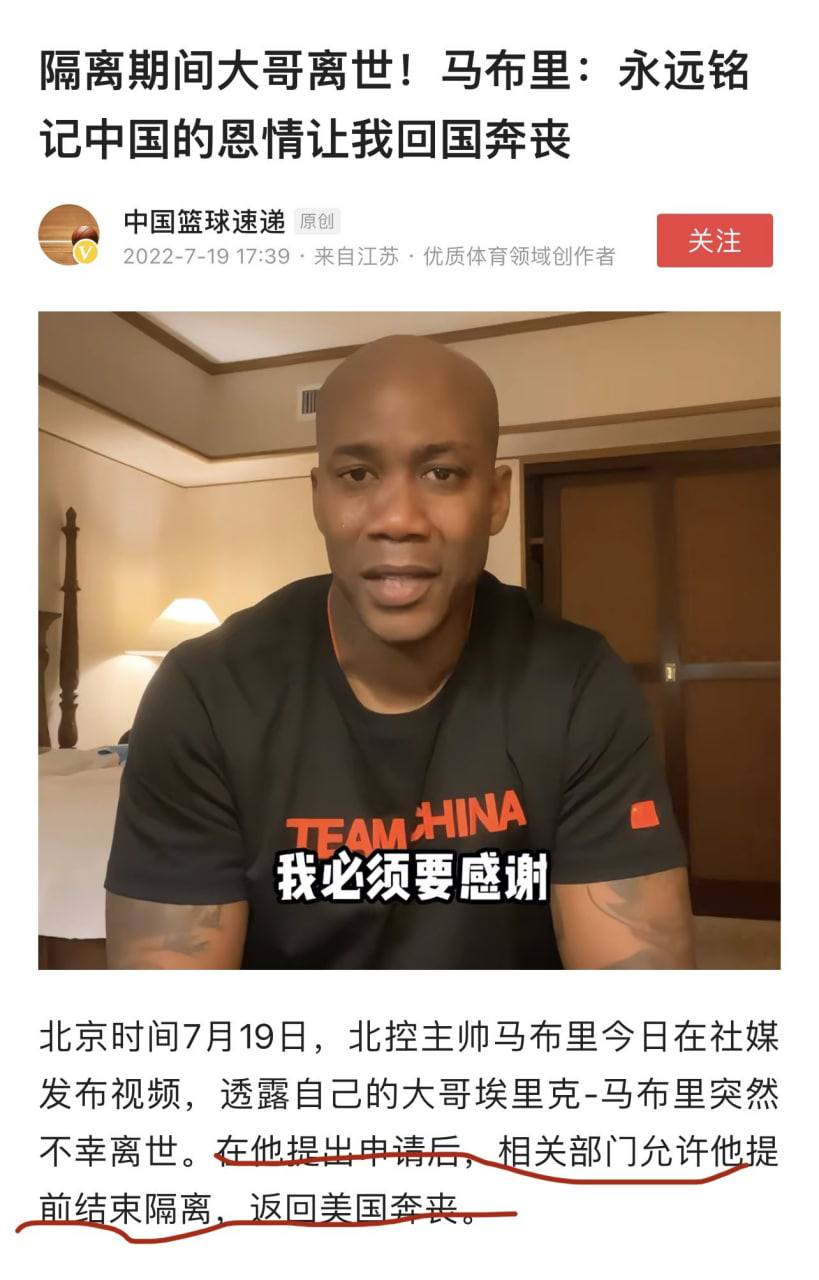 隔离期间大哥离世！马布里：永远铭
记中国的恩情让我回国奔丧
中国篮球速递 原创
2022-7-19 17:39 · 来自江苏 · 优质体育领域创作者
关注
V
TEAM CHINA
我必须要感谢
北京时间7月19日，北控主帅马布里今日在社媒
发布视频，透露自己的大哥埃里克-马布里突然
不幸离世。在他提出申请后，相关部门允许他提
前结束隔离，返回美国奔丧。